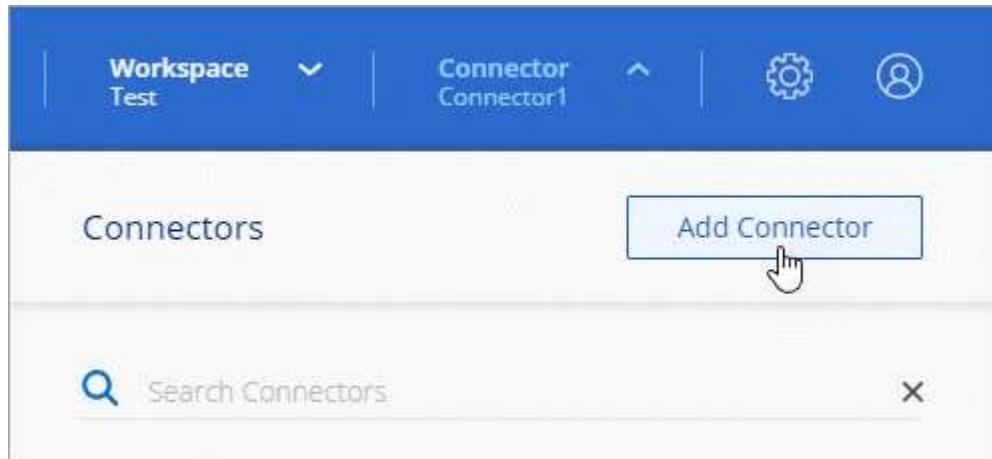 Workspace
Test
Connector
Connector1
Connectors
Add Connector
Search Connectors